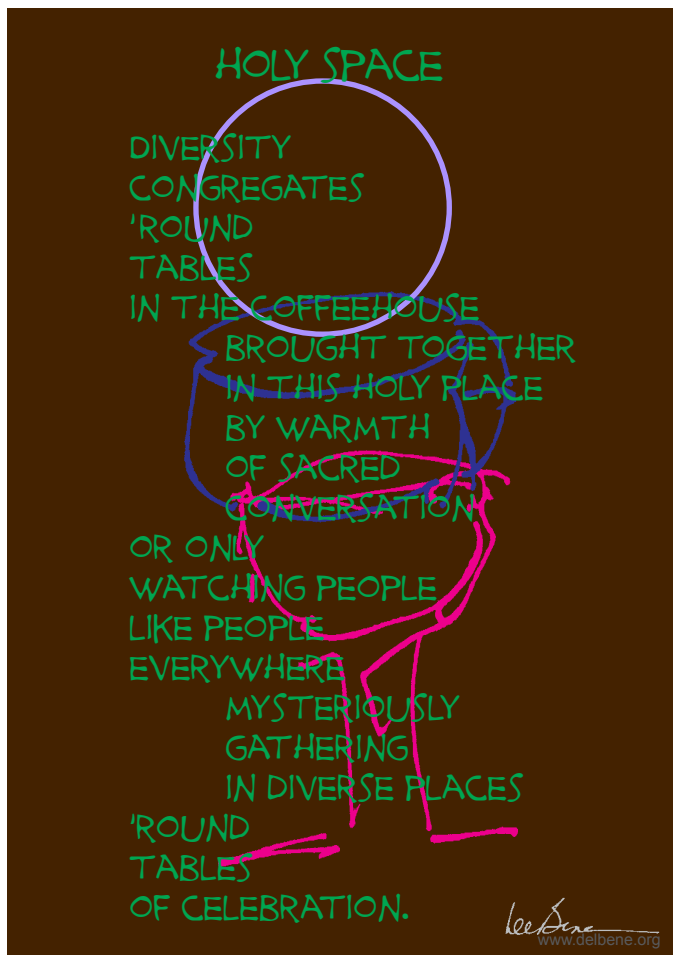 HOLY SPACE
DIVERSITY
CONGREGATES
'ROUND
TABLES
IN THE COFFEEHOUSE
BROUGHT TOGETHER
IN THIS HOLY PLACE
BY WARMTH
OF SACRED
CONVERSATION
OR ONLY
WATCHING PEOPLE
LIKE PEOPLE
EVERYWHERE
MYSTERIOUSLY
GATHERING
IN DIVERSE PLACES
'ROUND
TABLES
OF CELEBRATION.
Lee Bene
www.delbene.org